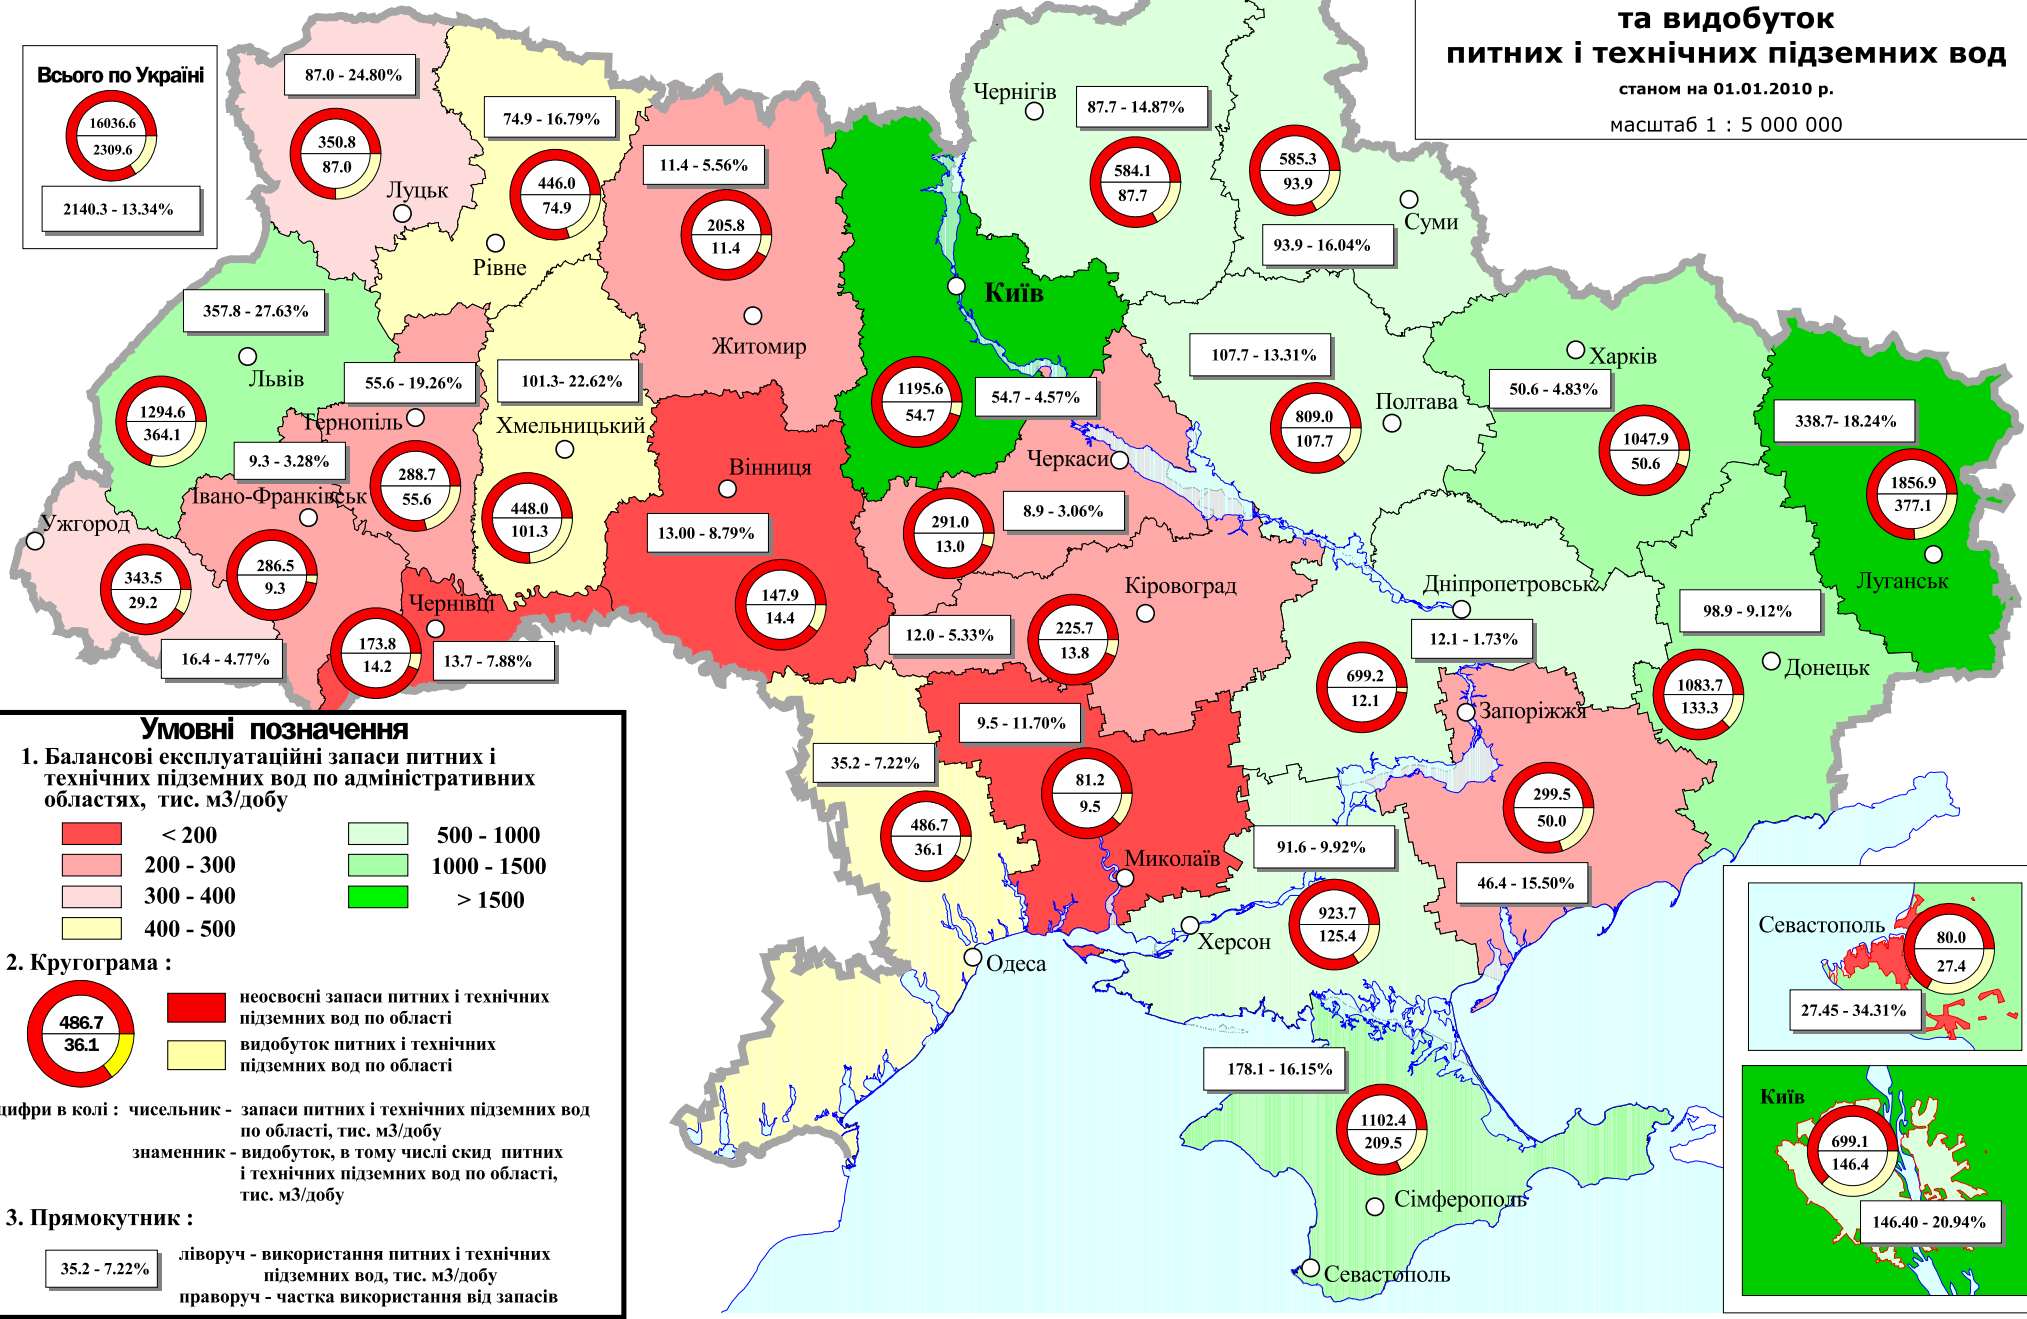 та видобуток
питних і технічних підземних вод
станом на 01.01.2010 р.
масштаб 1 : 5 000 000
Всього по Україні
16036.6
2309.6
2140.3 - 13.34%
87.0 - 24.80%
350.8
87.0
Луцьк
74.9 - 16.79%
446.0
74.9
Рівне
11.4 - 5.56%
205.8
11.4
Житомир
Чернігів
87.7 - 14.87%
584.1
87.7
585.3
93.9
Суми
93.9 - 16.04%
Київ
1195.6
54.7
54.7 - 4.57%
357.8 - 27.63%
Львів
1294.6
364.1
55.6 - 19.26%
Тернопіль
288.7
55.6
101.3- 22.62%
Хмельницький
448.0
101.3
9.3 - 3.28%
Івано-Франківськ
286.5
9.3
Ужгород
343.5
29.2
16.4 - 4.77%
Чернівці
173.8
14.2
13.7 - 7.88%
Вінниця
13.00 - 8.79%
147.9
14.4
Черкаси
291.0
13.0
8.9 - 3.06%
107.7 - 13.31%
809.0
107.7
Полтава
Харків
50.6 - 4.83%
1047.9
50.6
338.7- 18.24%
1856.9
377.1
Луганськ
Кіровоград
12.0 - 5.33%
225.7
13.8
Дніпропетровськ
12.1 - 1.73%
699.2
12.1
98.9 - 9.12%
Донецьк
1083.7
133.3
Запоріжжя
299.5
50.0
46.4 - 15.50%
9.5 - 11.70%
81.2
9.5
Миколаїв
35.2 - 7.22%
486.7
36.1
Одеса
91.6 - 9.92%
923.7
125.4
Херсон
178.1 - 16.15%
1102.4
209.5
Сімферополь
Севастополь
Севастополь
80.0
27.4
27.45 - 34.31%
Київ
699.1
146.4
146.40 - 20.94%
Умовні позначення
1. Балансові експлуатаційні запаси питних і
технічних підземних вод по адміністративних
областях, тис. м3/добу
< 200
200 - 300
300 - 400
400 - 500
500 - 1000
1000 - 1500
> 1500
2. Кругограма :
486.7
36.1
неосвоєні запаси питних і технічних
підземних вод по області
видобуток питних і технічних
підземних вод по області
цифри в колі : чисельник - запаси питних і технічних підземних вод
по області, тис. м3/добу
знаменник - видобуток, в тому числі скид питних
і технічних підземних вод по області,
тис. м3/добу
3. Прямокутник :
35.2 - 7.22%
ліворуч - використання питних і технічних
підземних вод, тис. м3/добу
праворуч - частка використання від запасів